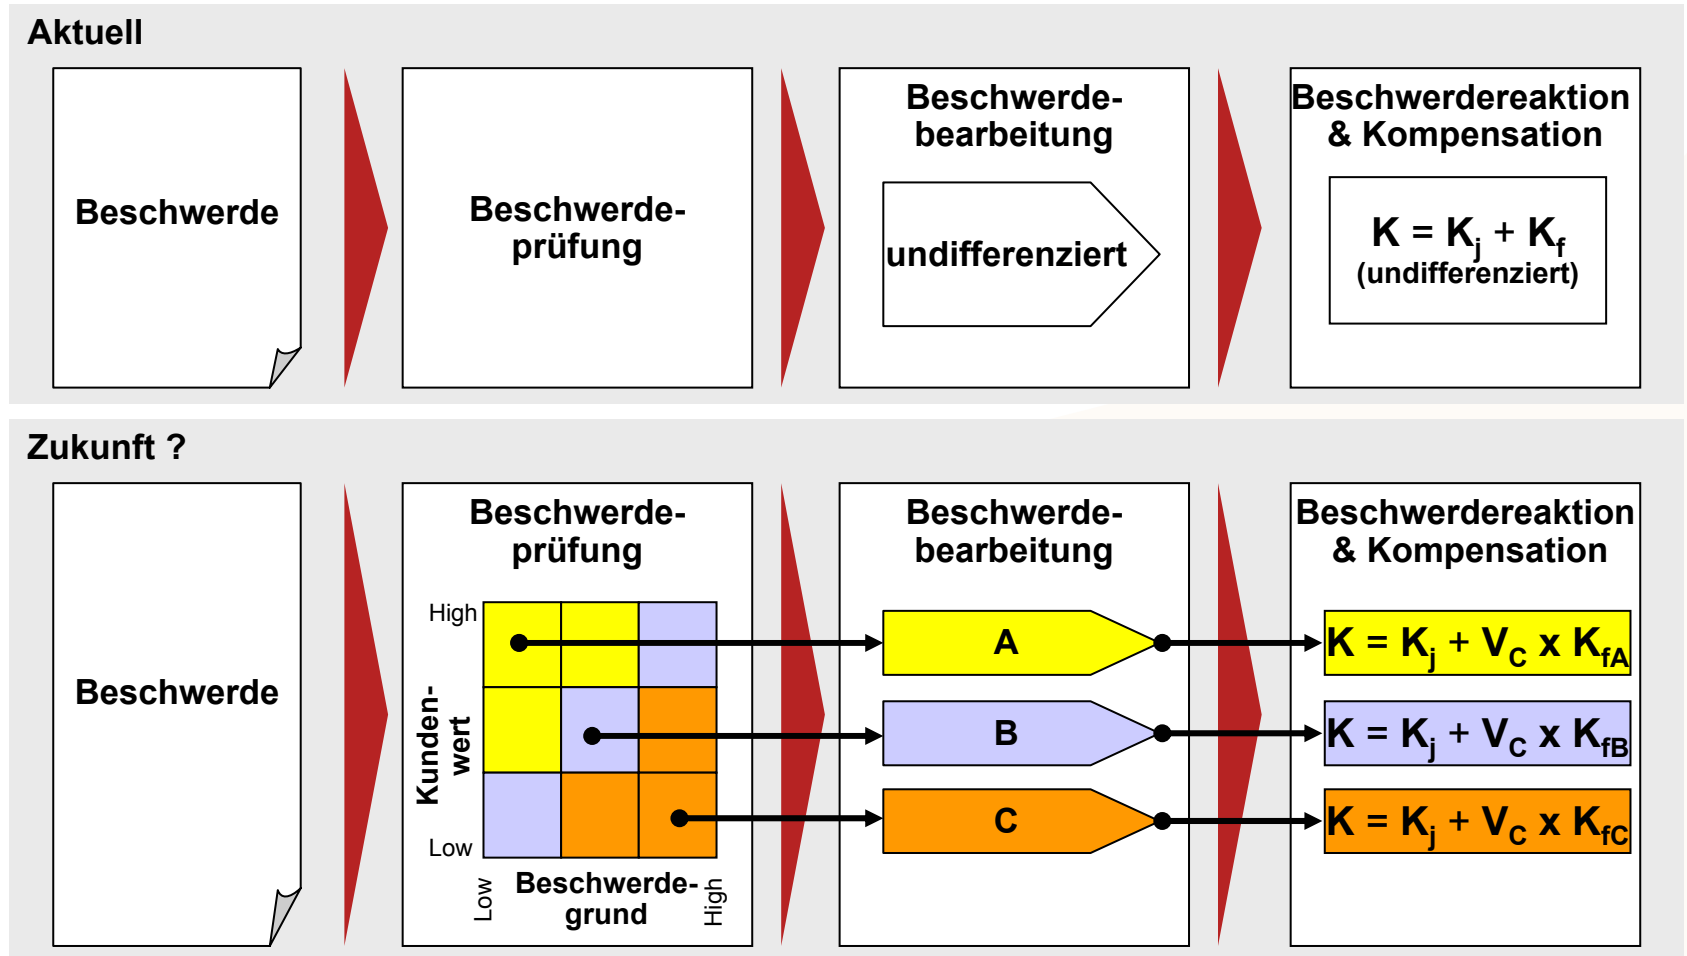 Aktuell
Beschwerde
Beschwerde-
prüfung
Beschwerde-
bearbeitung
undifferenziert
Beschwerdereaktion
& Kompensation
K = Kj + Kf
(undifferenziert)
Zukunft ?
Beschwerde
Beschwerde-
prüfung
High
Kunden-
wert
Low
Low
Beschwerde-
grund
High
Beschwerde-
bearbeitung
A
B
C
Beschwerdereaktion
& Kompensation
K = Kj + VC x KfA
K = Kj + VC x KfB
K = Kj + VC x KfC